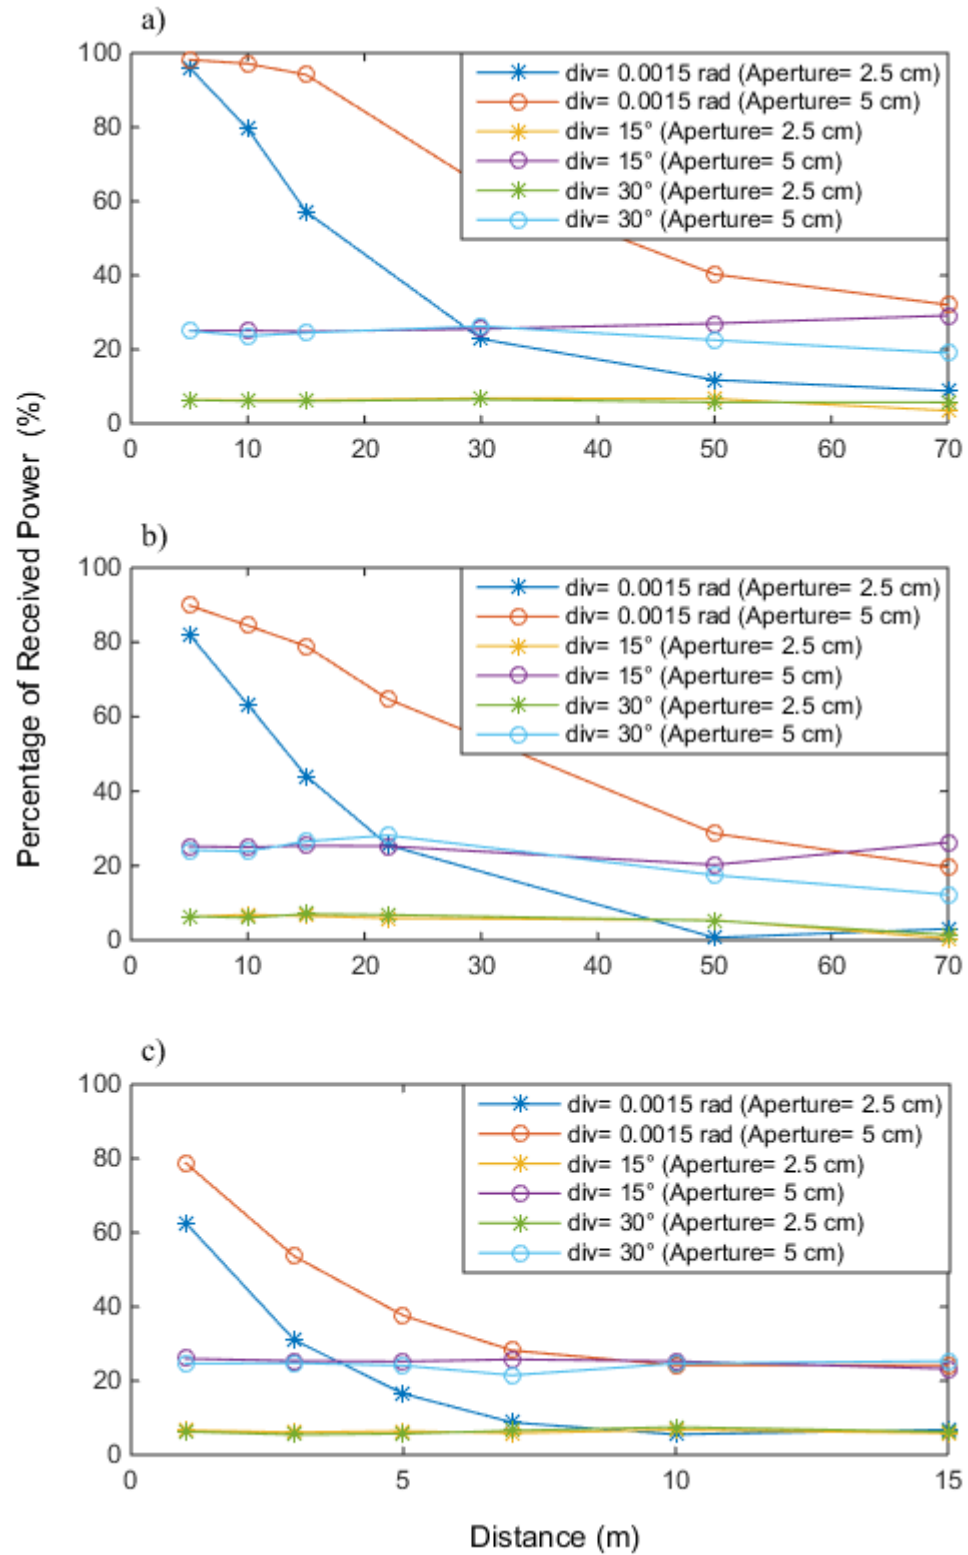 a)
100
80
60
40
20
0
div= 0.0015 rad (Aperture= 2.5 cm)
div= 0.0015 rad (Aperture= 5 cm)
div= 15° (Aperture= 2.5 cm)
div= 15° (Aperture= 5 cm)
div= 30° (Aperture= 2.5 cm)
div= 30° (Aperture= 5 cm)
0 10 20 30 40 50 60 70
Percentage of Received Power (%)
b)
100
80
60
40
20
0
div= 0.0015 rad (Aperture= 2.5 cm)
div= 0.0015 rad (Aperture= 5 cm)
div= 15° (Aperture= 2.5 cm)
div= 15° (Aperture= 5 cm)
div= 30° (Aperture= 2.5 cm)
div= 30° (Aperture= 5 cm)
0 10 20 30 40 50 60 70
c)
100
80
60
40
20
0
div= 0.0015 rad (Aperture= 2.5 cm)
div= 0.0015 rad (Aperture= 5 cm)
div= 15° (Aperture= 2.5 cm)
div= 15° (Aperture= 5 cm)
div= 30° (Aperture= 2.5 cm)
div= 30° (Aperture= 5 cm)
0 5 10 15
Distance (m)